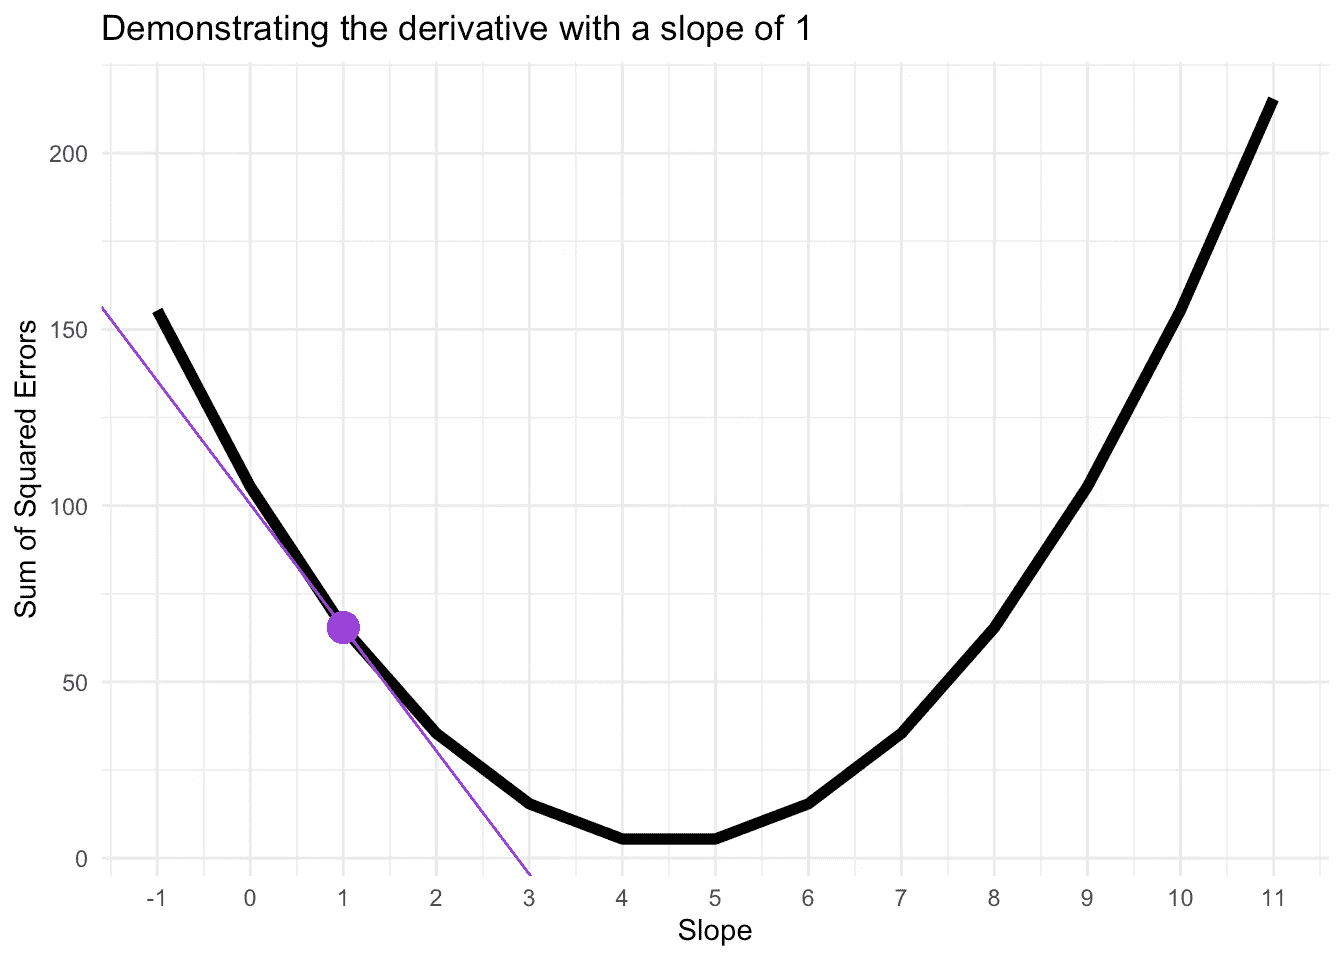 Demonstrating the derivative with a slope of 1
Sum of Squared Errors
200
150
100
50
0
-1 0 1 2 3 4 5 6 7 8 9 10 11
Slope